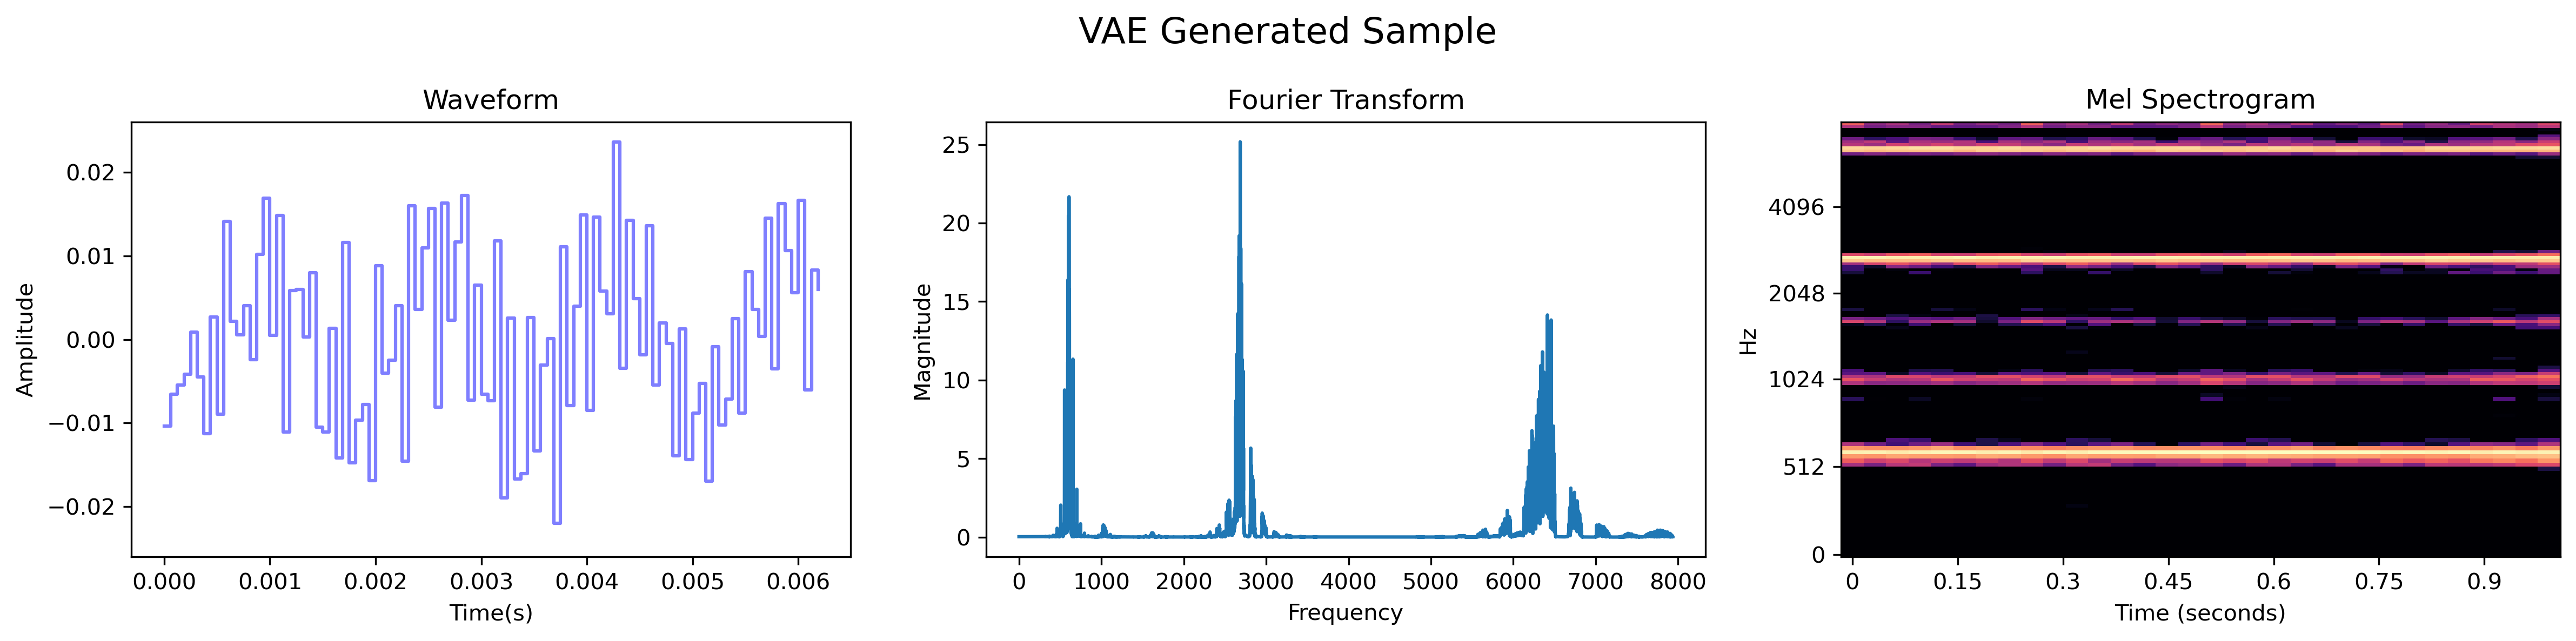 VAE Generated Sample
Waveform
Amplitude
0.02
0.01
0.00
−0.01
−0.02
0.000 0.001 0.002 0.003 0.004 0.005 0.006
Time(s)
Fourier Transform
Magnitude
25
20
15
10
5
0
0 1000 2000 3000 4000 5000 6000 7000 8000
Frequency
Mel Spectrogram
Hz
4096
2048
1024
512
0
0 0.15 0.3 0.45 0.6 0.75 0.9
Time (seconds)